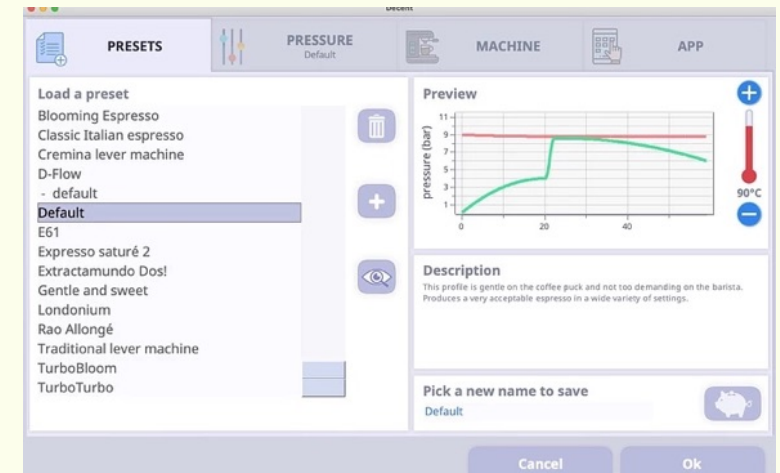 Decent
PRESETS
PRESSURE
Default
MACHINE
APP
Load a preset
Blooming Espresso
Classic Italian espresso
Cremina lever machine
D-Flow
- default
Default
E61
Expresso saturé 2
Extractamundo Dos!
Gentle and sweet
Londonium
Rao Allongé
Traditional lever machine
TurboBloom
TurboTurbo
Preview
pressure (bar)
11
9
7
5
3
1
0 20 40
90°C
Description
This profile is gentle on the coffee puck and not too demanding on the barista.
Produces a very acceptable espresso in a wide variety of settings.
Pick a new name to save
Default
Cancel
Ok